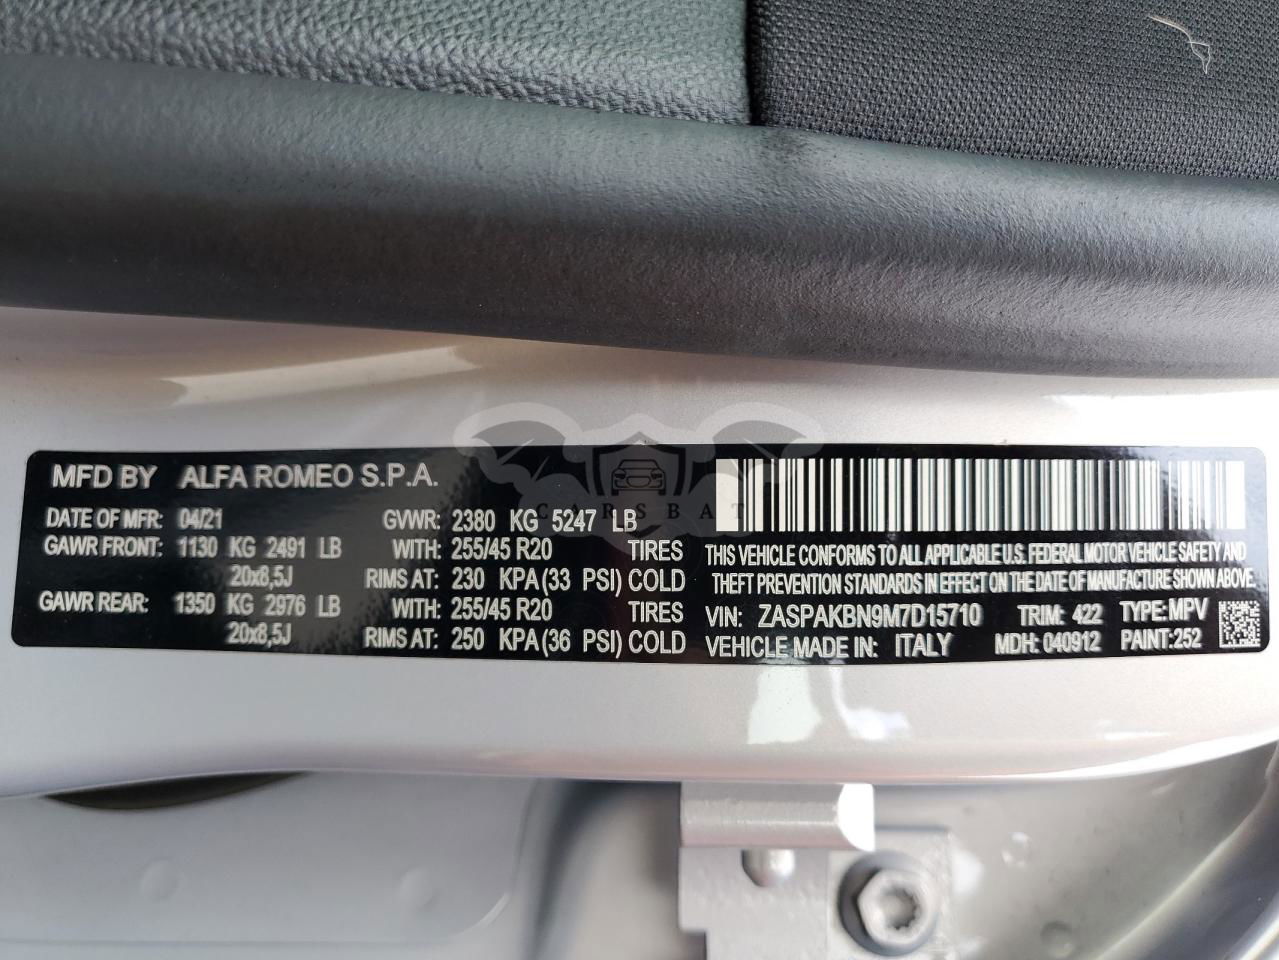 MFD BY ALFA ROMEO S.P.A.
DATE OF MFR: 04/21 GVWR: 2380 KG 5247 LB
GAWR FRONT: 1130 KG 2491 LB WITH: 255/45 R20 TIRES
20x8,5J RIMS AT: 230 KPA(33 PSI) COLD
GAWR REAR: 1350 KG 2976 LB WITH: 255/45 R20 TIRES
20x8,5J RIMS AT: 250 KPA(36 PSI) COLD
CARSBAT
THIS VEHICLE CONFORMS TO ALL APPLICABLE U.S. FEDERAL MOTOR VEHICLE SAFETY AND
THEFT PREVENTION STANDARDS IN EFFECT ON THE DATE OF MANUFACTURE SHOWN ABOVE.
VIN: ZASPAKBN9M7D15710 TRIM: 422 TYPE: MPV
VEHICLE MADE IN: ITALY MDH: 040912 PAINT:252